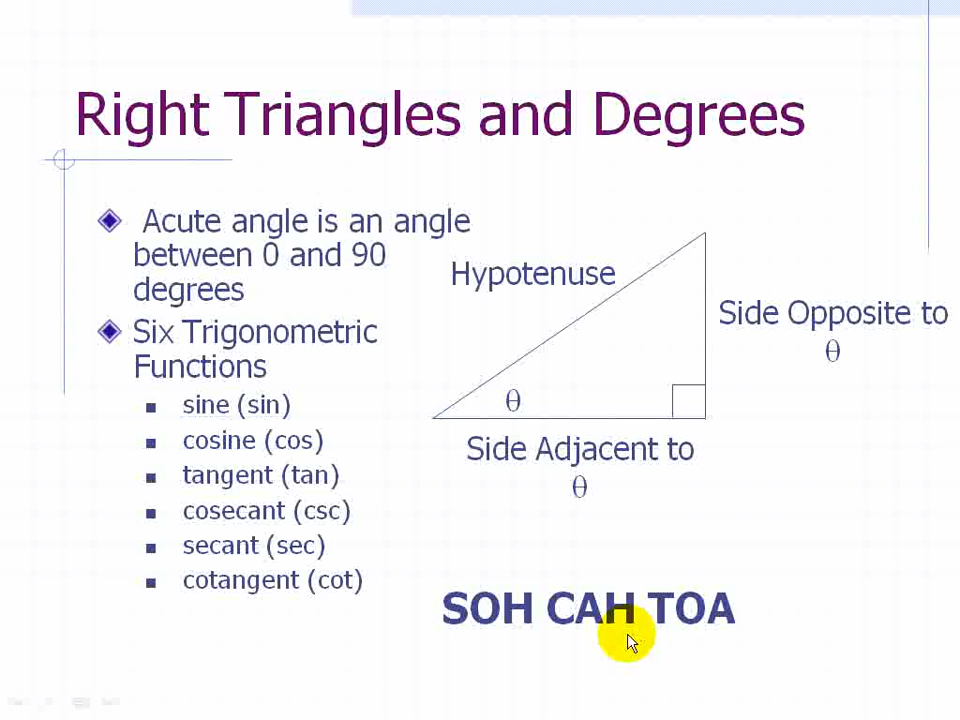 Right Triangles and Degrees
Acute angle is an angle
between 0 and 90
degrees
Six Trigonometric
Functions
sine (sin)
cosine (cos)
tangent (tan)
cosecant (csc)
secant (sec)
cotangent (cot)
Hypotenuse
Side Opposite to
θ
θ
Side Adjacent to
θ
SOH CAH TOA